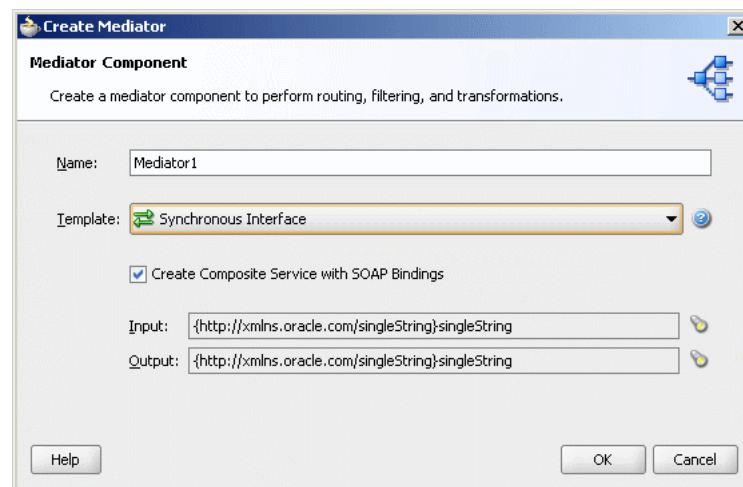 Create Mediator
Mediator Component
Create a mediator component to perform routing, filtering, and transformations.
Name: Mediator1
Template: Synchronous Interface
Create Composite Service with SOAP Bindings
Input: {http://xmlns.oracle.com/singleString}singleString
Output: {http://xmlns.oracle.com/singleString}singleString
Help OK Cancel